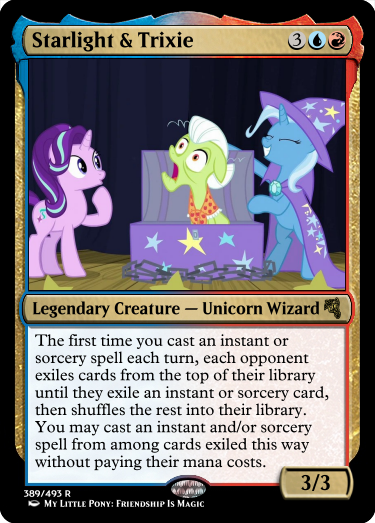 Starlight & Trixie 3
Legendary Creature — Unicorn Wizard
The first time you cast an instant or
sorcery spell each turn, each opponent
exiles cards from the top of their library
until they exile an instant or sorcery card,
then shuffles the rest into their library.
You may cast an instant and/or sorcery
spell from among cards exiled this way
without paying their mana costs.
3/3
389/493 R
My Little Pony: Friendship Is Magic